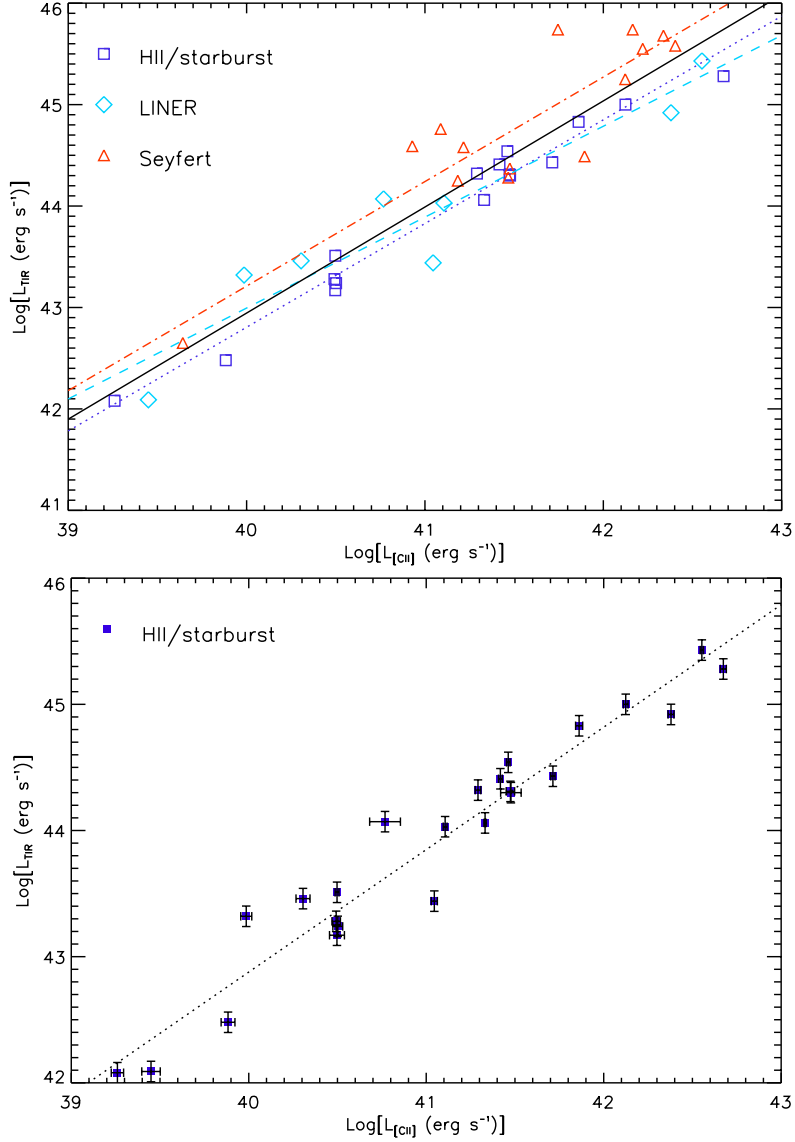 46
HII/starburst
45
LINER
Seyfert
44
Log[L_TIR (erg s⁻¹)]
43
42
41
39 40 41 42 43
Log[L_[CII] (erg s⁻¹)]
46
HII/starburst
45
Log[L_TIR (erg s⁻¹)]
44
43
42
39 40 41 42 43
Log[L_[CII] (erg s⁻¹)]